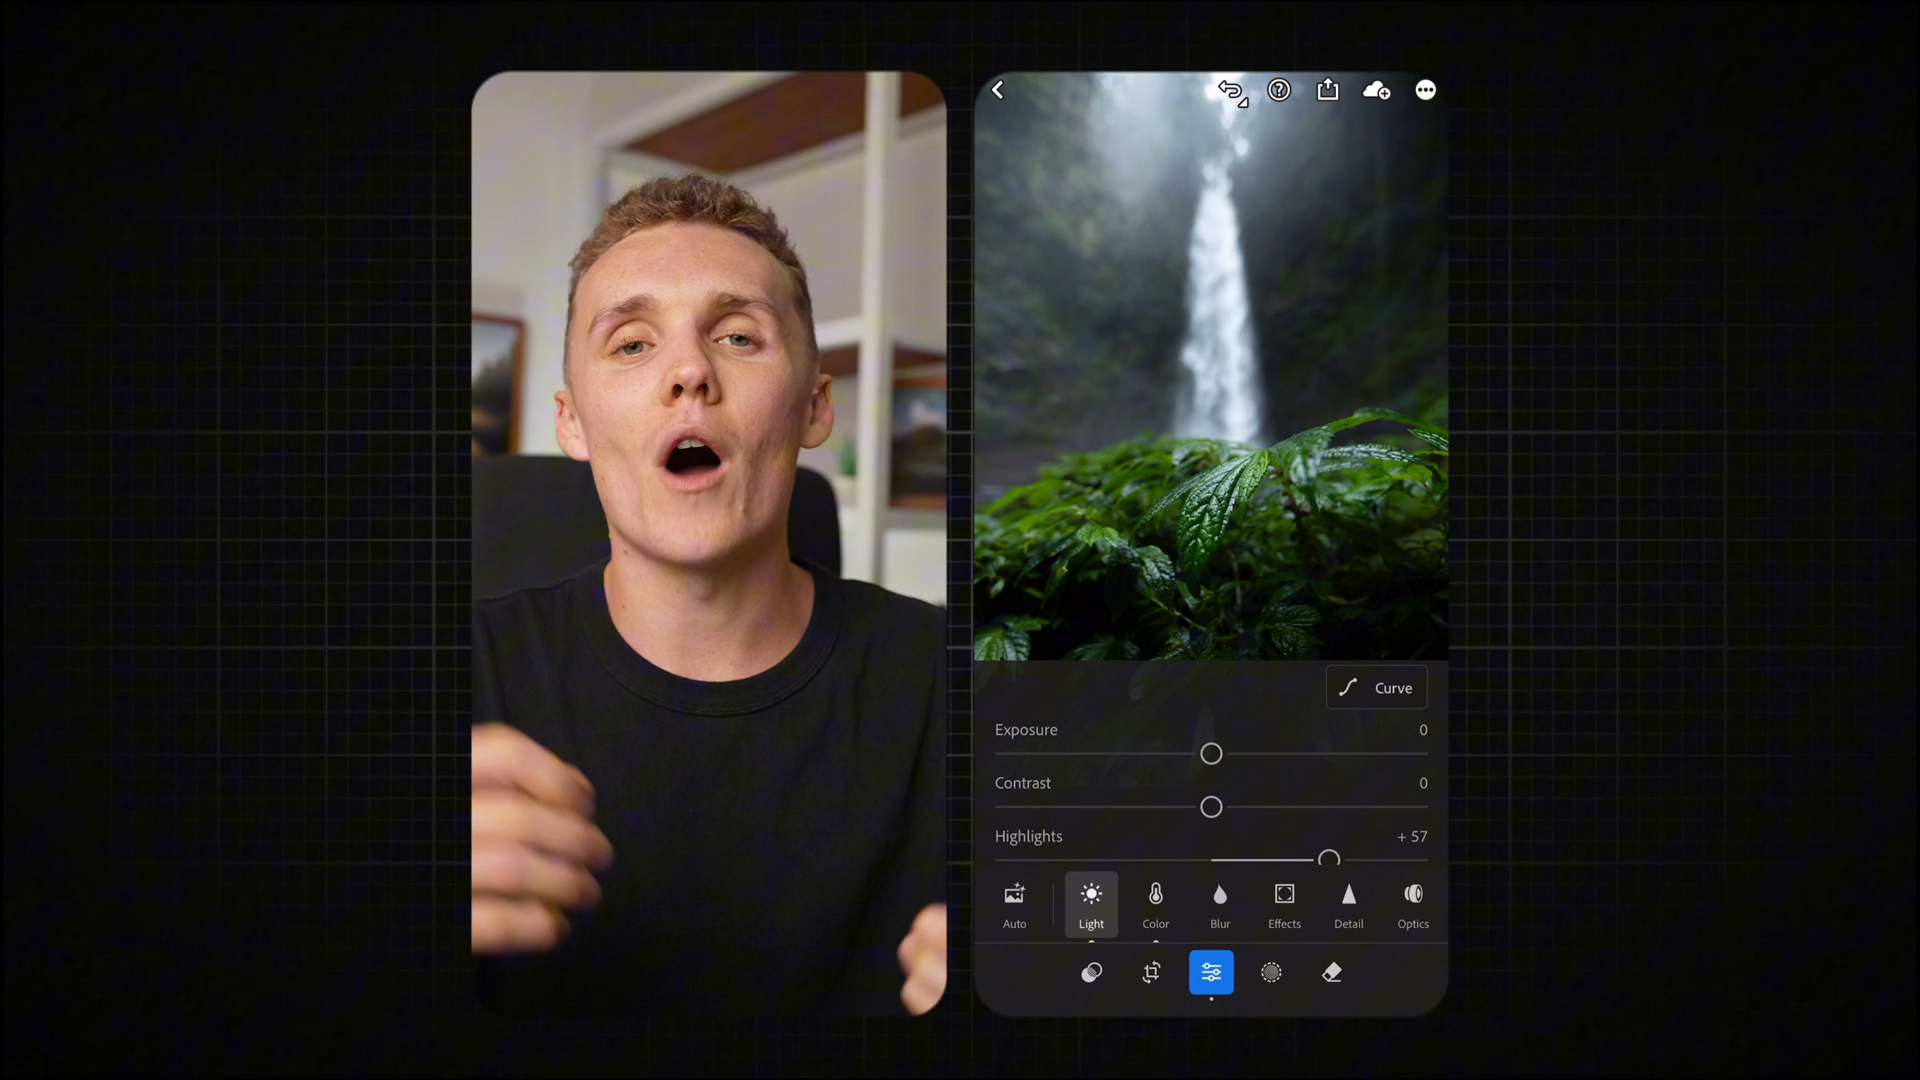 Curve
Exposure 0
Contrast 0
Highlights + 57
Auto Light Color Blur Effects Detail Optics